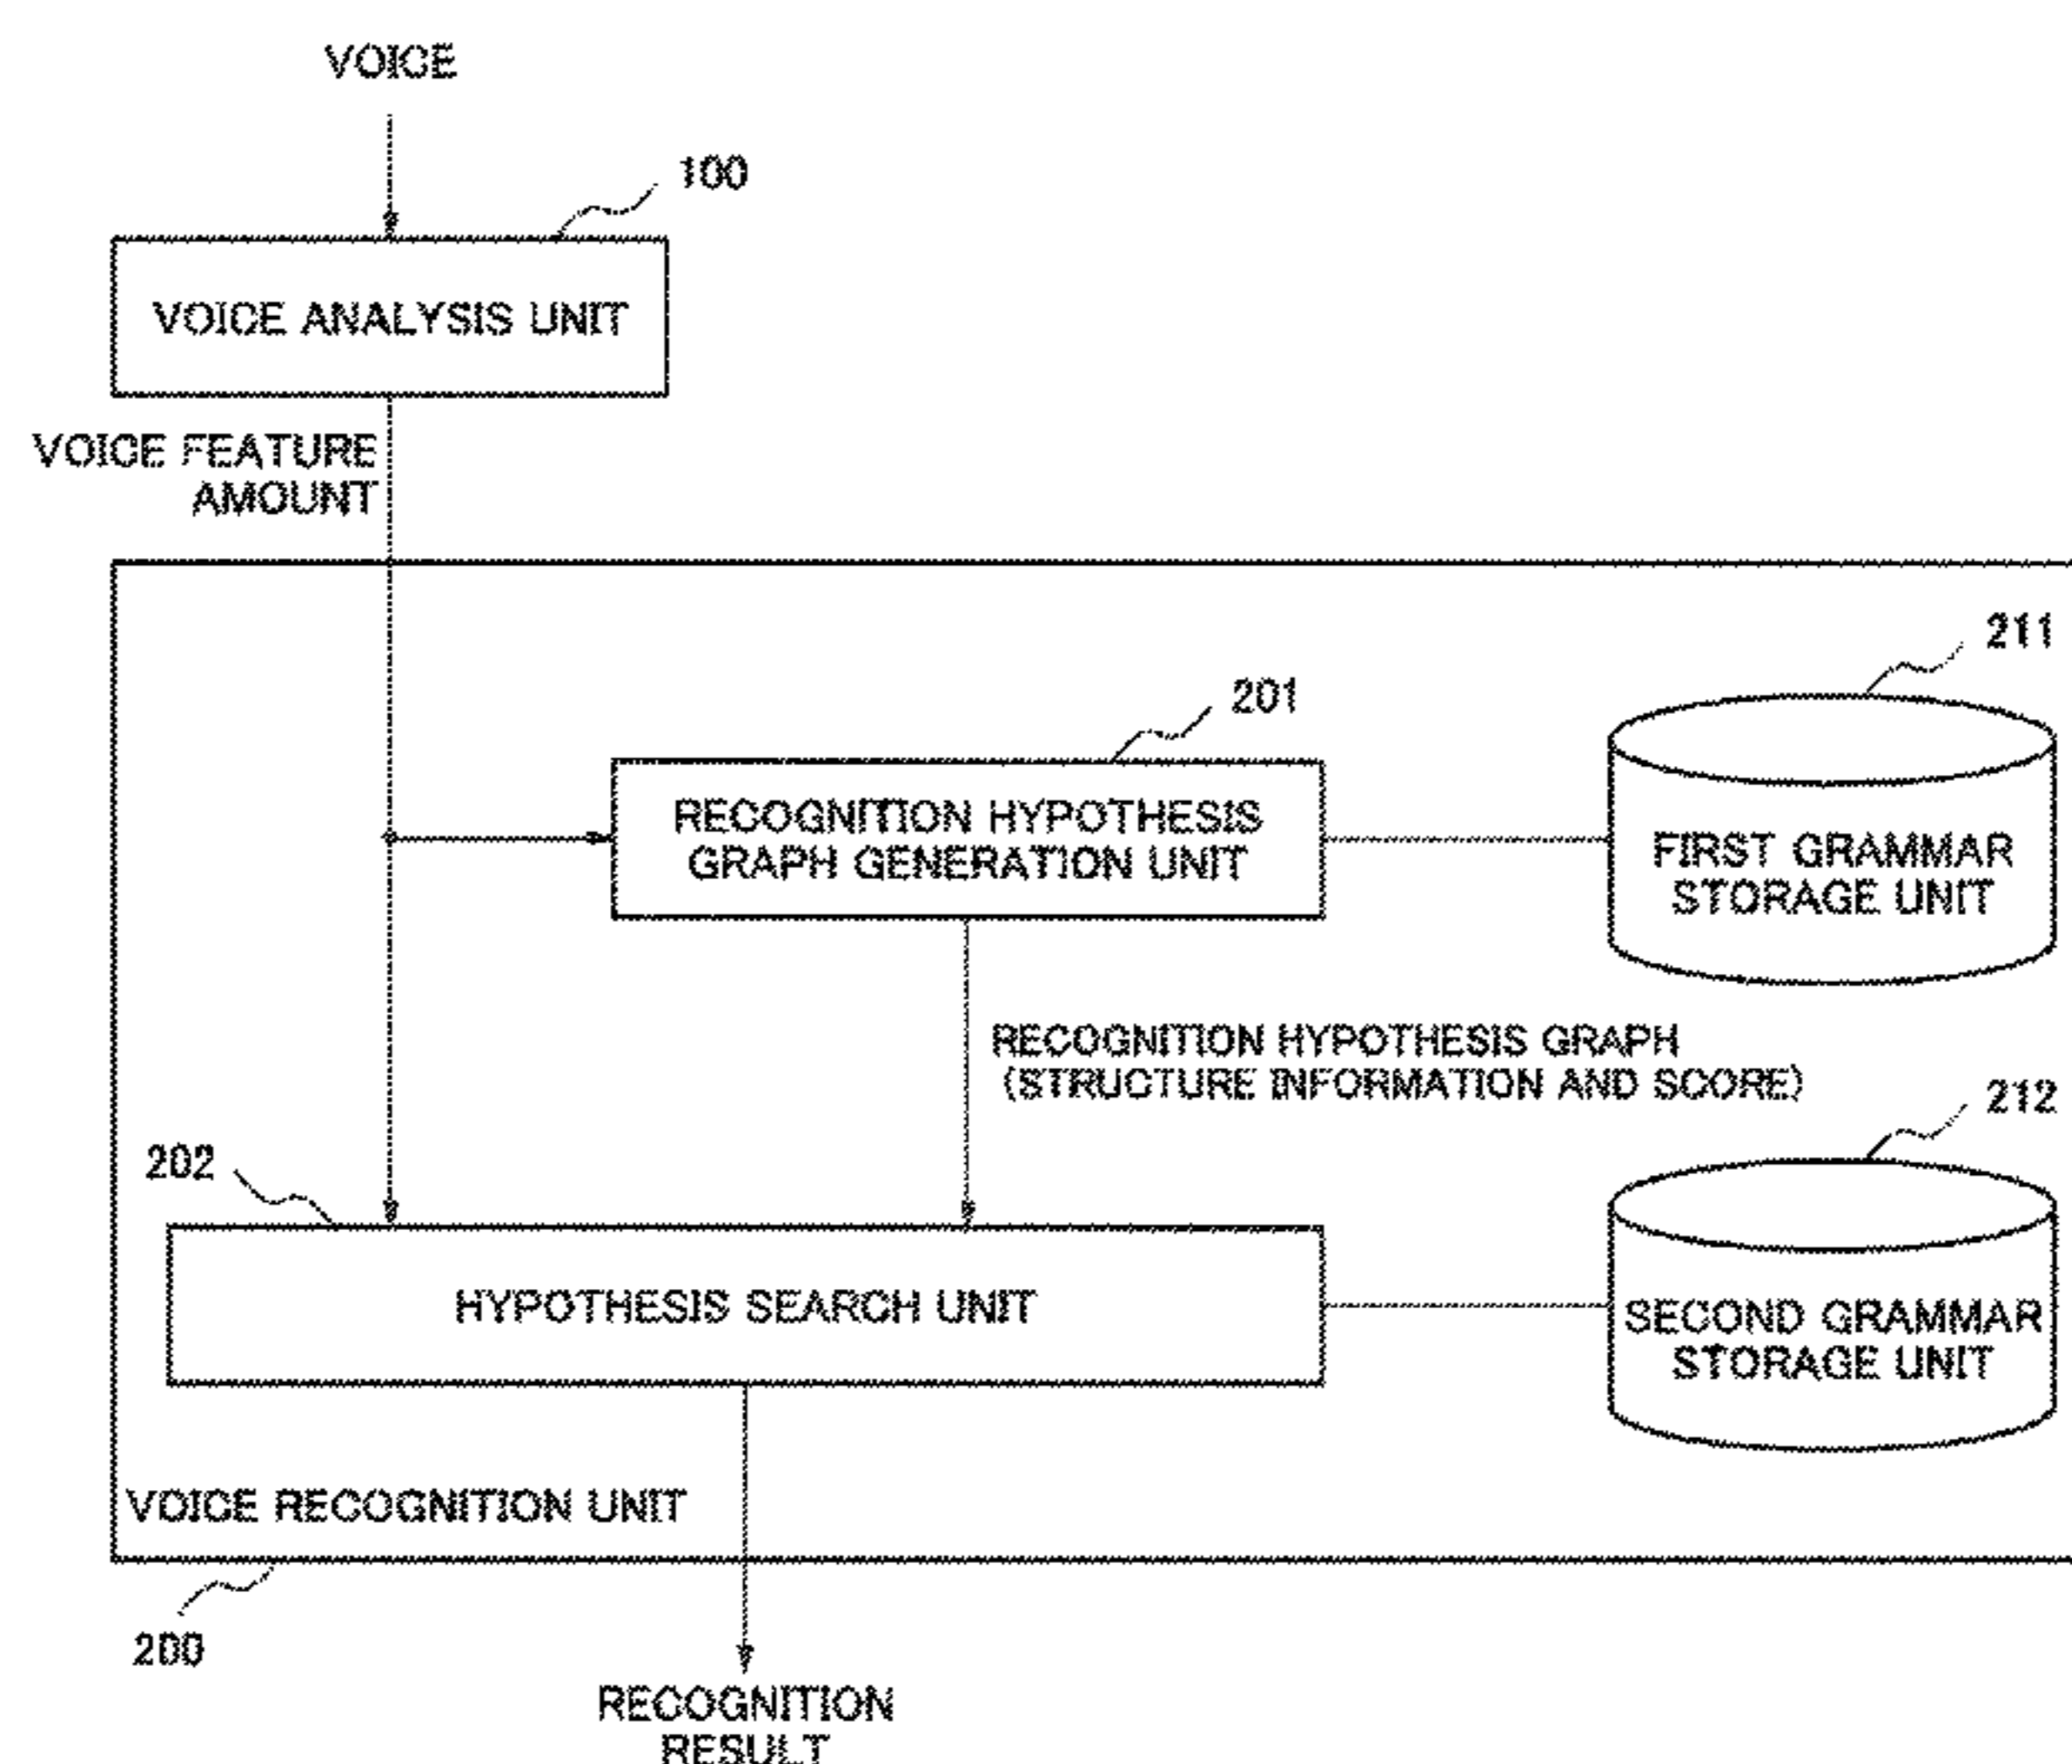 VOICE
100
VOICE ANALYSIS UNIT
VOICE FEATURE
AMOUNT
211
201
RECOGNITION HYPOTHESIS
GRAPH GENERATION UNIT
FIRST GRAMMAR
STORAGE UNIT
RECOGNITION HYPOTHESIS GRAPH
(STRUCTURE INFORMATION AND SCORE)
212
202
HYPOTHESIS SEARCH UNIT
SECOND GRAMMAR
STORAGE UNIT
VOICE RECOGNITION UNIT
200
RECOGNITION
RESULT